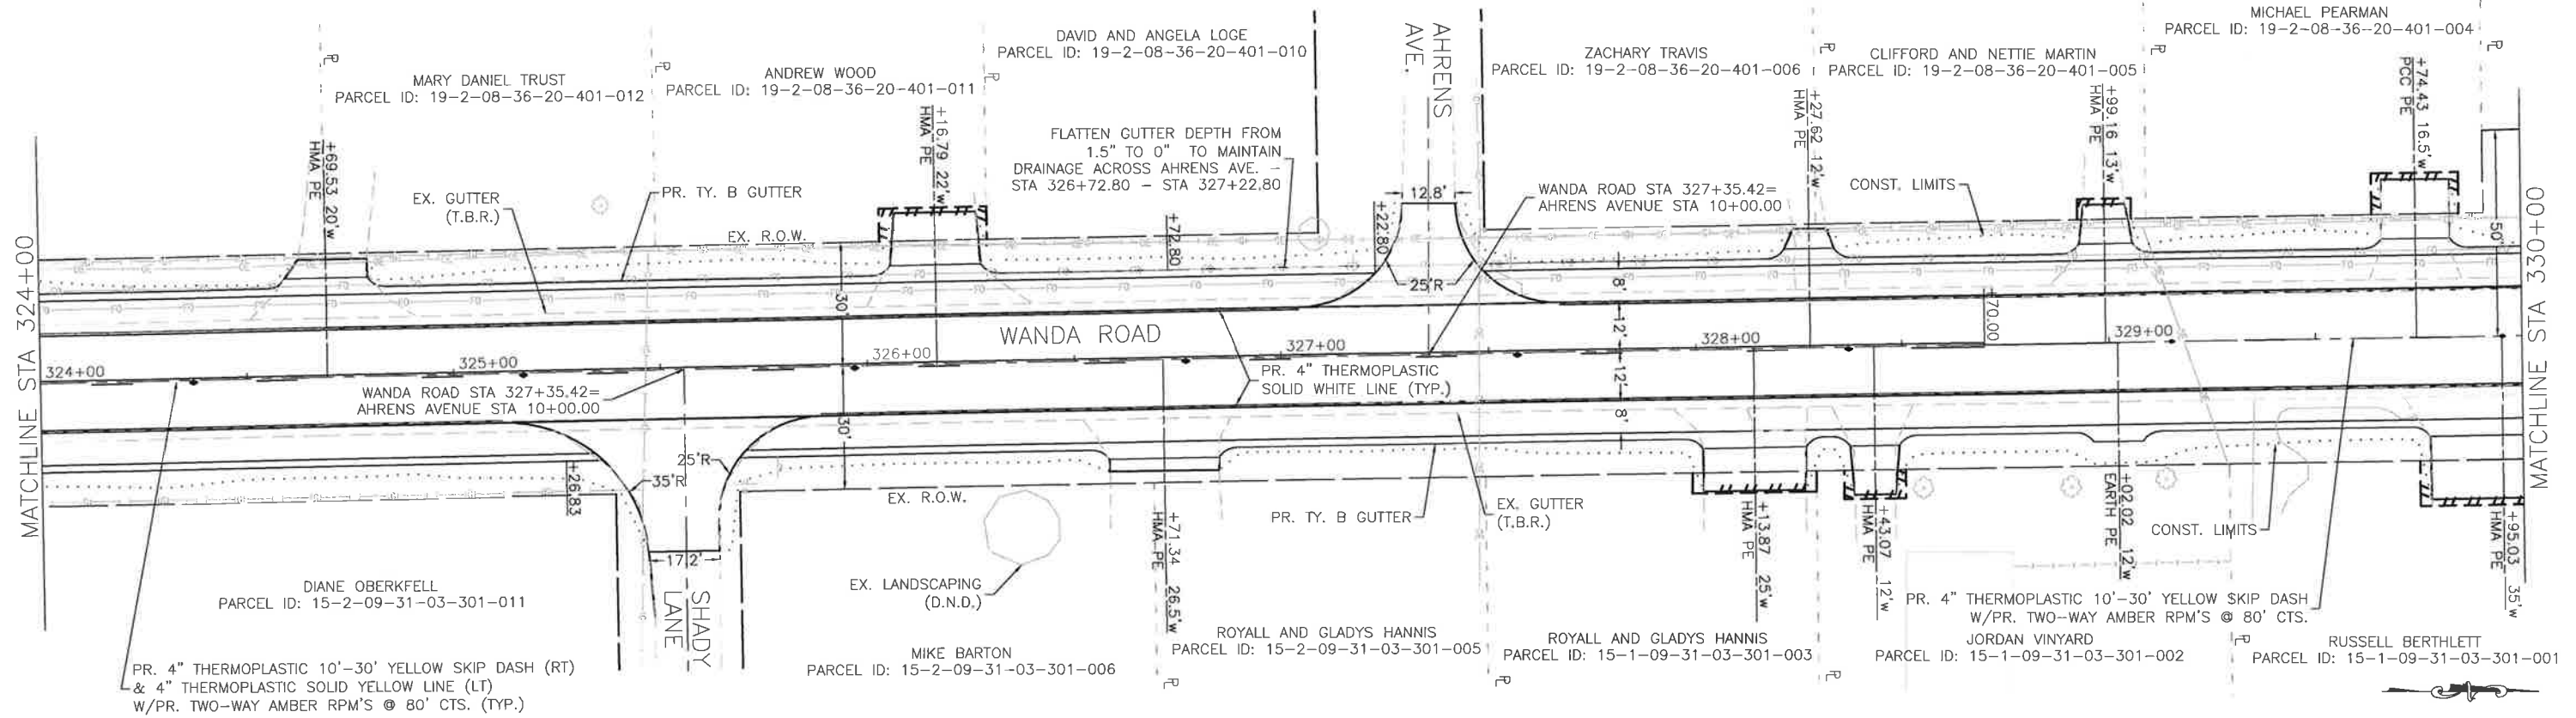 MICHAEL PEARMAN
PARCEL ID: 19-2-08-36-20-401-004
DAVID AND ANGELA LOGE
PARCEL ID: 19-2-08-36-20-401-010
AHRENS
AVE.
ZACHARY TRAVIS
PARCEL ID: 19-2-08-36-20-401-006
CLIFFORD AND NETTIE MARTIN
PARCEL ID: 19-2-08-36-20-401-005
MARY DANIEL TRUST
PARCEL ID: 19-2-08-36-20-401-012
ANDREW WOOD
PARCEL ID: 19-2-08-36-20-401-011
+69.53 20'w
HMA PE
+16.79 22'w
HMA PE
+27.62 12'w
HMA PE
+99.16 13'w
HMA PE
+74.43 16.5'w
PCC PE
FLATTEN GUTTER DEPTH FROM
1.5" TO 0" TO MAINTAIN
DRAINAGE ACROSS AHRENS AVE. -
STA 326+72.80 - STA 327+22.80
EX. GUTTER
(T.B.R.)
PR. TY. B GUTTER
EX. R.O.W.
+72.80
+22.80
12.8'
25'R
WANDA ROAD STA 327+35.42=
AHRENS AVENUE STA 10+00.00
CONST. LIMITS
50'
MATCHLINE STA 324+00
MATCHLINE STA 330+00
30'
8'
12'
12'
8'
30'
WANDA ROAD
324+00
325+00
326+00
327+00
328+00
+70.00
329+00
WANDA ROAD STA 327+35.42=
AHRENS AVENUE STA 10+00.00
PR. 4" THERMOPLASTIC
SOLID WHITE LINE (TYP.)
+28.83
35'R
25'R
17.2'
SHADY
LANE
EX. R.O.W.
EX. LANDSCAPING
(D.N.D.)
+71.34 26.5'w
HMA PE
PR. TY. B GUTTER
EX. GUTTER
(T.B.R.)
+13.87 25'w
HMA PE
+43.07 12'w
HMA PE
+02.02 12'w
EARTH PE
CONST. LIMITS
+95.03 35'w
HMA PE
DIANE OBERKFELL
PARCEL ID: 15-2-09-31-03-301-011
MIKE BARTON
PARCEL ID: 15-2-09-31-03-301-006
ROYALL AND GLADYS HANNIS
PARCEL ID: 15-2-09-31-03-301-005
ROYALL AND GLADYS HANNIS
PARCEL ID: 15-1-09-31-03-301-003
PR. 4" THERMOPLASTIC 10'-30' YELLOW SKIP DASH
W/PR. TWO-WAY AMBER RPM'S @ 80' CTS.
JORDAN VINYARD
PARCEL ID: 15-1-09-31-03-301-002
RUSSELL BERTHLETT
PARCEL ID: 15-1-09-31-03-301-001
PR. 4" THERMOPLASTIC 10'-30' YELLOW SKIP DASH (RT)
& 4" THERMOPLASTIC SOLID YELLOW LINE (LT)
W/PR. TWO-WAY AMBER RPM'S @ 80' CTS. (TYP.)